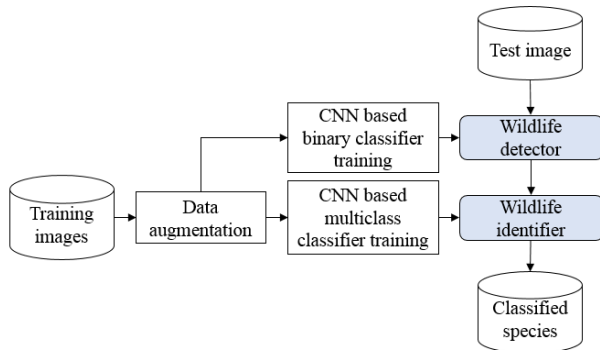 Test image
CNN based
binary classifier
training
Wildlife
detector
Training
images
Data
augmentation
CNN based
multiclass
classifier training
Wildlife
identifier
Classified
species